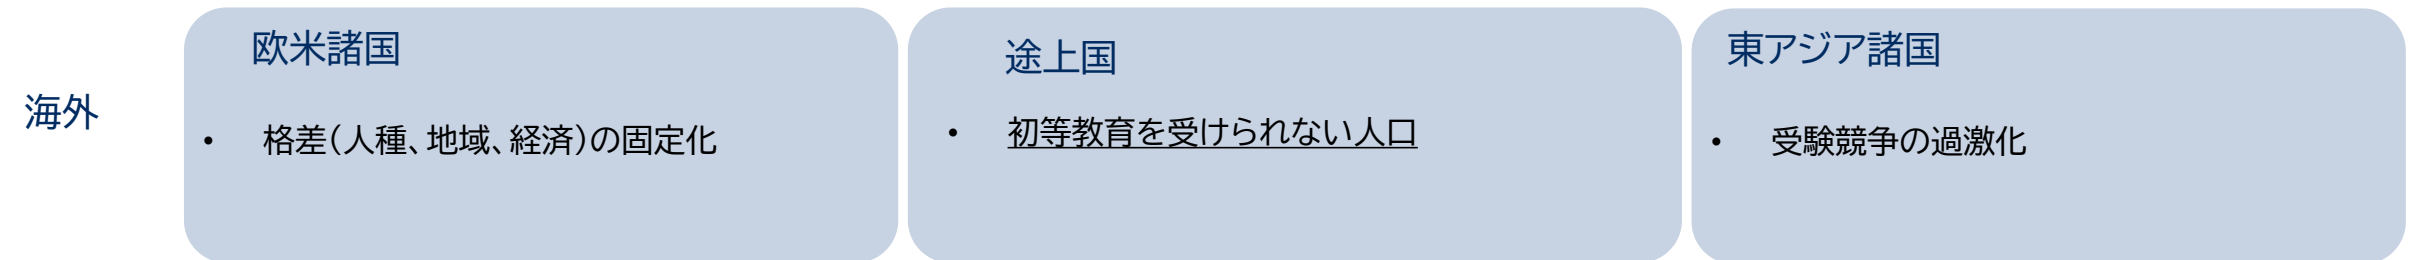 海外
欧米諸国
• 格差(人種、地域、経済)の固定化
途上国
• 初等教育を受けられない人口
東アジア諸国
• 受験競争の過激化